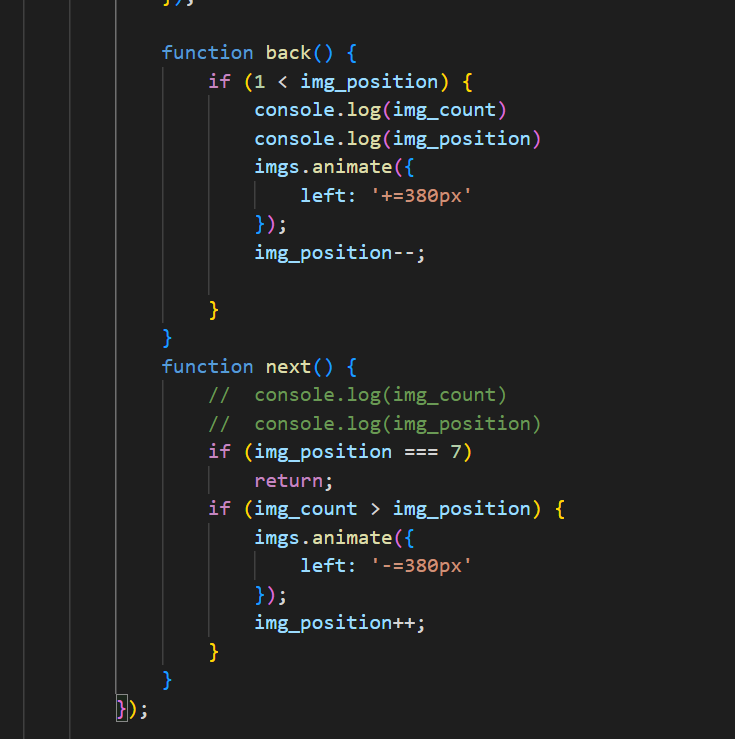 });
function back() {
if (1 < img_position) {
console.log(img_count)
console.log(img_position)
imgs.animate({
left: '+=380px'
});
img_position--;
}
}
function next() {
//  console.log(img_count)
//  console.log(img_position)
if (img_position === 7)
return;
if (img_count > img_position) {
imgs.animate({
left: '-=380px'
});
img_position++;
}
}
});